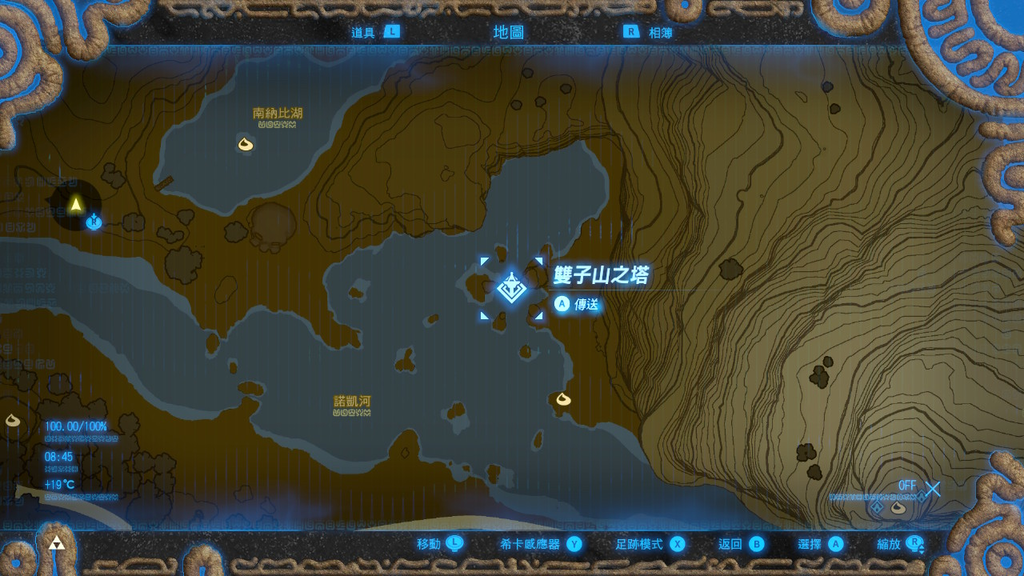 道具 L
地圖
R 相簿
南納比湖
雙子山之塔
A 傳送
諾凱河
100.00/100%
08:45
+19℃
OFF
移動 L
希卡感應器 Y
足跡模式 X
返回 B
選擇 A
縮放 R